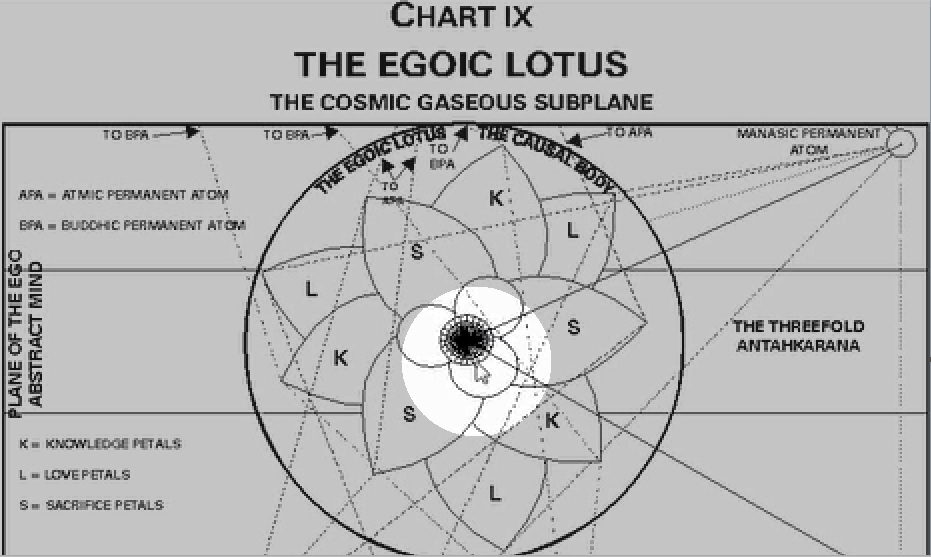 CHART IX
THE EGOIC LOTUS
THE COSMIC GASEOUS SUBPLANE
TO BPA
TO BPA
THE EGOIC LOTUS
TO
BPA
THE CAUSAL BODY
TO APA
MANASIC PERMANENT
ATOM
TO
APA
APA = ATMIC PERMANENT ATOM
BPA = BUDDHIC PERMANENT ATOM
K
L
S
L
S
K
S
K
L
PLANE OF THE EGO
ABSTRACT MIND
THE THREEFOLD
ANTAHKARANA
K = KNOWLEDGE PETALS
L = LOVE PETALS
S = SACRIFICE PETALS